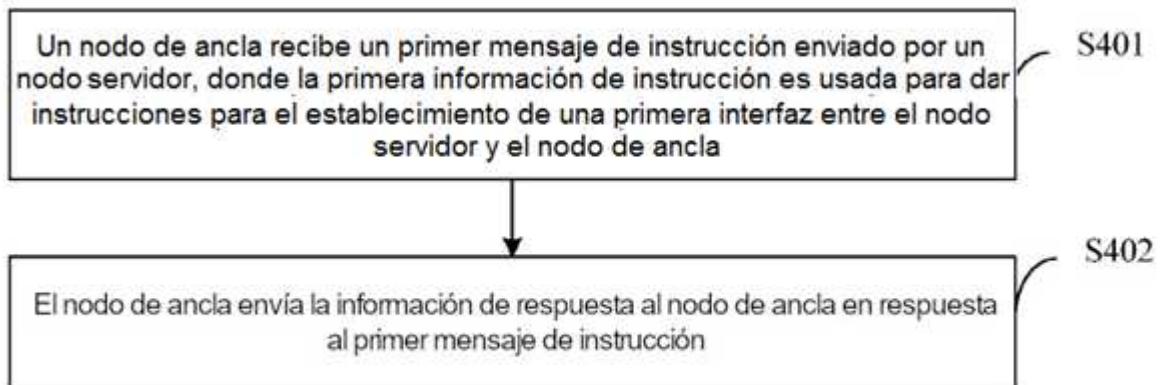 Un nodo de ancla recibe un primer mensaje de instrucción enviado por un
nodo servidor, donde la primera información de instrucción es usada para dar
instrucciones para el establecimiento de una primera interfaz entre el nodo
servidor y el nodo de ancla
S401
El nodo de ancla envía la información de respuesta al nodo de ancla en respuesta
al primer mensaje de instrucción
S402